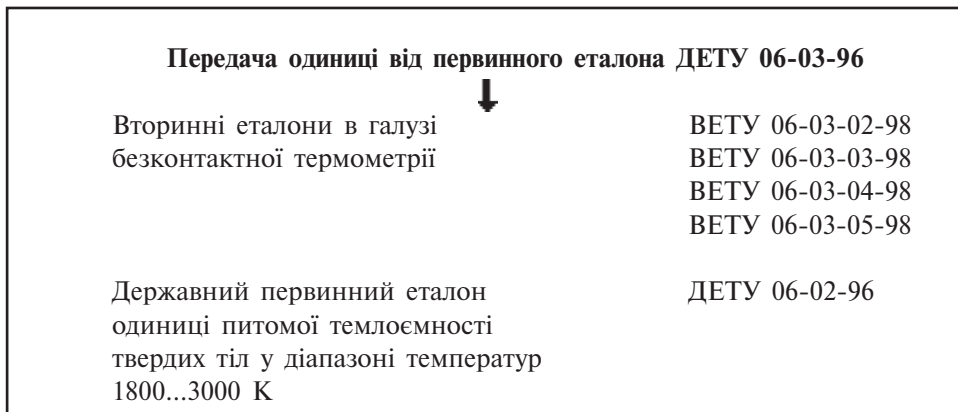 Передача одиниці від первинного еталона ДЕТУ 06-03-96
Вторинні еталони в галузі ВЕТУ 06-03-02-98
безконтактної термометрії ВЕТУ 06-03-03-98
ВЕТУ 06-03-04-98
ВЕТУ 06-03-05-98
Державний первинний еталон ДЕТУ 06-02-96
одиниці питомої темлоємності
твердих тіл у діапазоні температур
1800...3000 K